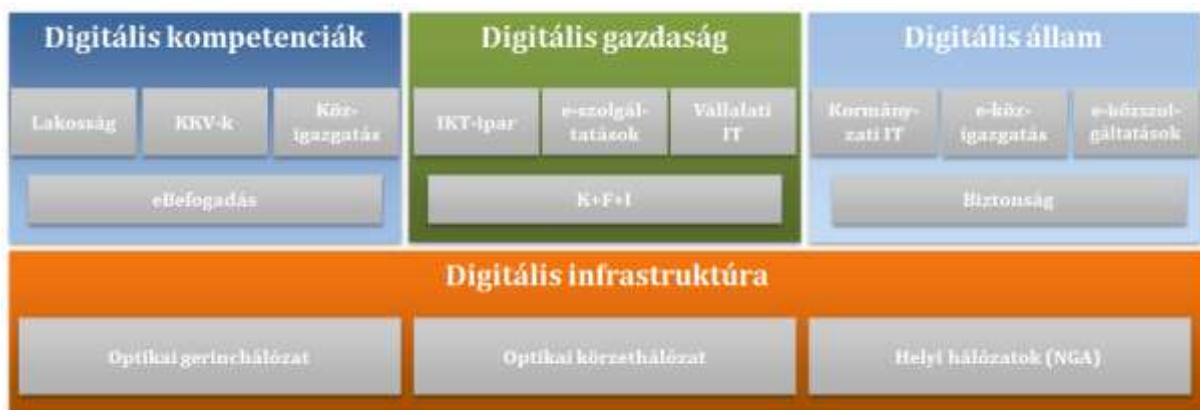 Digitális kompetenciák
Lakosság
KKV-k
Köz-
igazgatás
eBefogadás
Digitális gazdaság
IKT-ipar
e-szolgál-
tatások
Vállalati
IT
K+F+I
Digitális állam
Kormány-
zati IT
e-köz-
igazgatás
e-közszol-
gáltatások
Biztonság
Digitális infrastruktúra
Optikai gerinchálózat
Optikai körzethálózat
Helyi hálózatok (NGA)